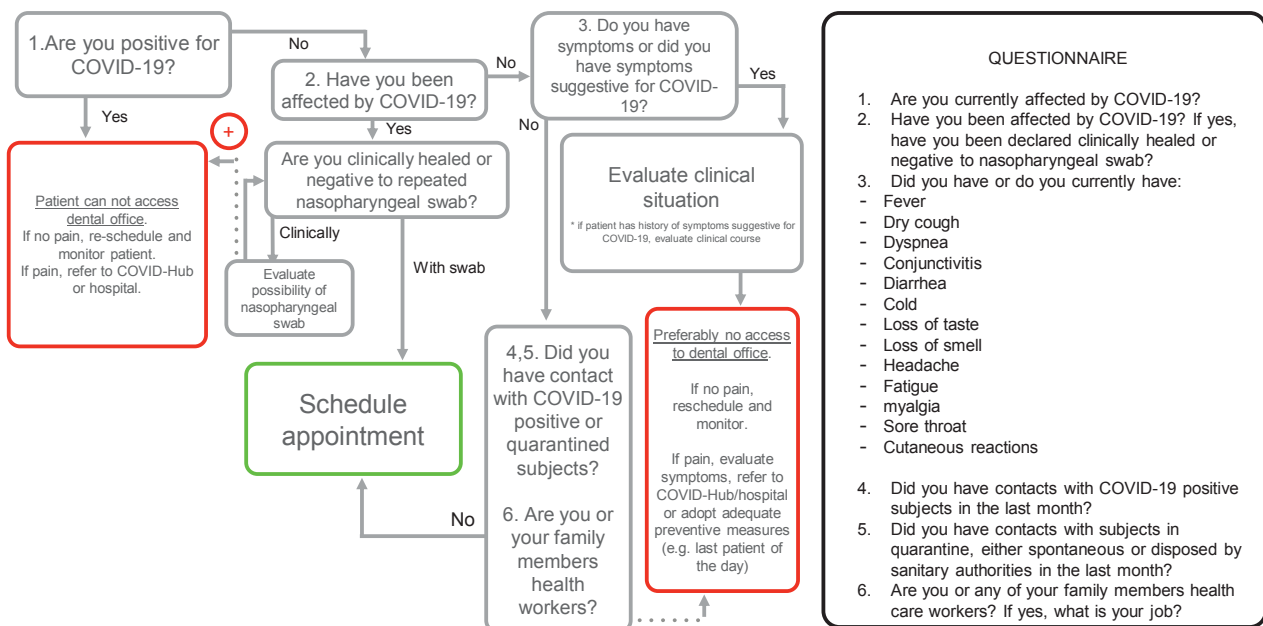 1.Are you positive for
COVID-19?
No
Yes
2. Have you been
affected by COVID-19?
No
Yes
3. Do you have
symptoms or did you
have symptoms
suggestive for COVID-
19?
Yes
No
+
Patient can not access
dental office.
If no pain, re-schedule and
monitor patient.
If pain, refer to COVID-Hub
or hospital.
Are you clinically healed or
negative to repeated
nasopharyngeal swab?
Clinically
With swab
Evaluate
possibility of
nasopharyngeal
swab
Evaluate clinical
situation
* if patient has history of symptoms suggestive for
COVID-19, evaluate clinical course
Schedule
appointment
4,5. Did you
have contact
with COVID-19
positive or
quarantined
subjects?
6. Are you or
your family
members
health
workers?
No
Preferably no access
to dental office.
If no pain,
reschedule and
monitor.
If pain, evaluate
symptoms, refer to
COVID-Hub/hospital
or adopt adequate
preventive measures
(e.g. last patient of
the day)
QUESTIONNAIRE
1. Are you currently affected by COVID-19?
2. Have you been affected by COVID-19? If yes,
have you been declared clinically healed or
negative to nasopharyngeal swab?
3. Did you have or do you currently have:
- Fever
- Dry cough
- Dyspnea
- Conjunctivitis
- Diarrhea
- Cold
- Loss of taste
- Loss of smell
- Headache
- Fatigue
- myalgia
- Sore throat
- Cutaneous reactions
4. Did you have contacts with COVID-19 positive
subjects in the last month?
5. Did you have contacts with subjects in
quarantine, either spontaneous or disposed by
sanitary authorities in the last month?
6. Are you or any of your family members health
care workers? If yes, what is your job?